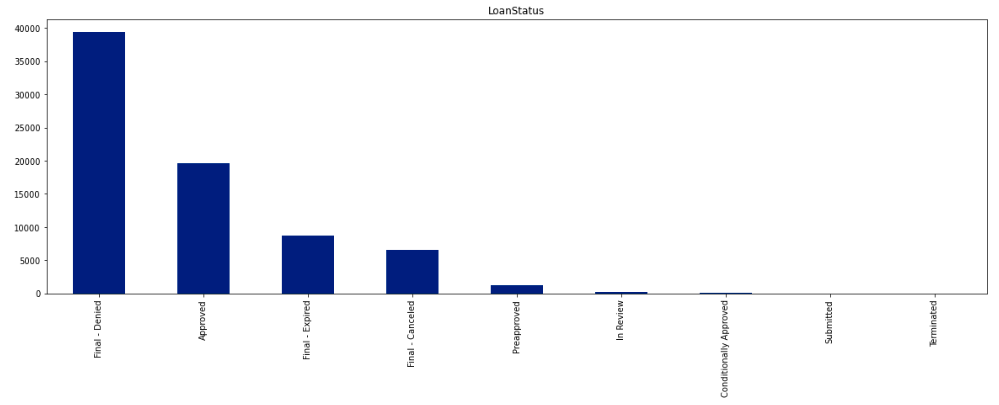 LoanStatus
40000
35000
30000
25000
20000
15000
10000
5000
0
Final - Denied
Approved
Final - Expired
Final - Canceled
Preapproved
In Review
Conditionally Approved
Submitted
Terminated